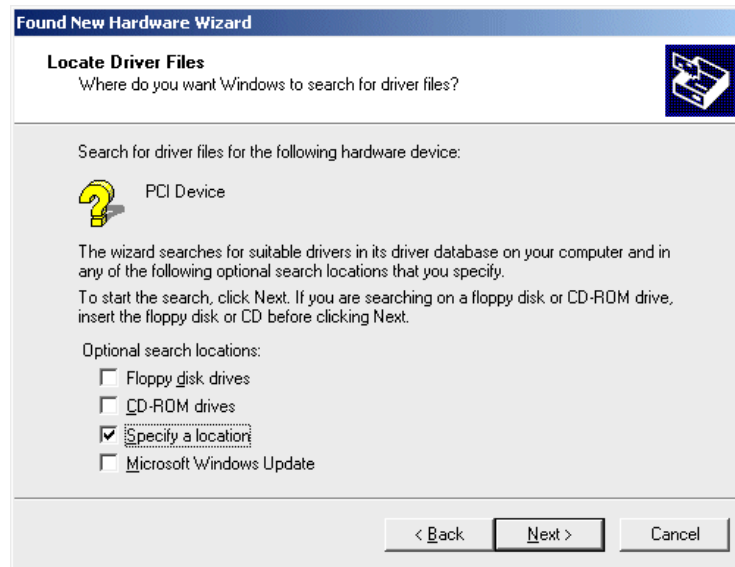 Found New Hardware Wizard
Locate Driver Files
Where do you want Windows to search for driver files?
Search for driver files for the following hardware device:
PCI Device
The wizard searches for suitable drivers in its driver database on your computer and in
any of the following optional search locations that you specify.
To start the search, click Next. If you are searching on a floppy disk or CD-ROM drive,
insert the floppy disk or CD before clicking Next.
Optional search locations:
Floppy disk drives
CD-ROM drives
Specify a location
Microsoft Windows Update
< Back Next > Cancel